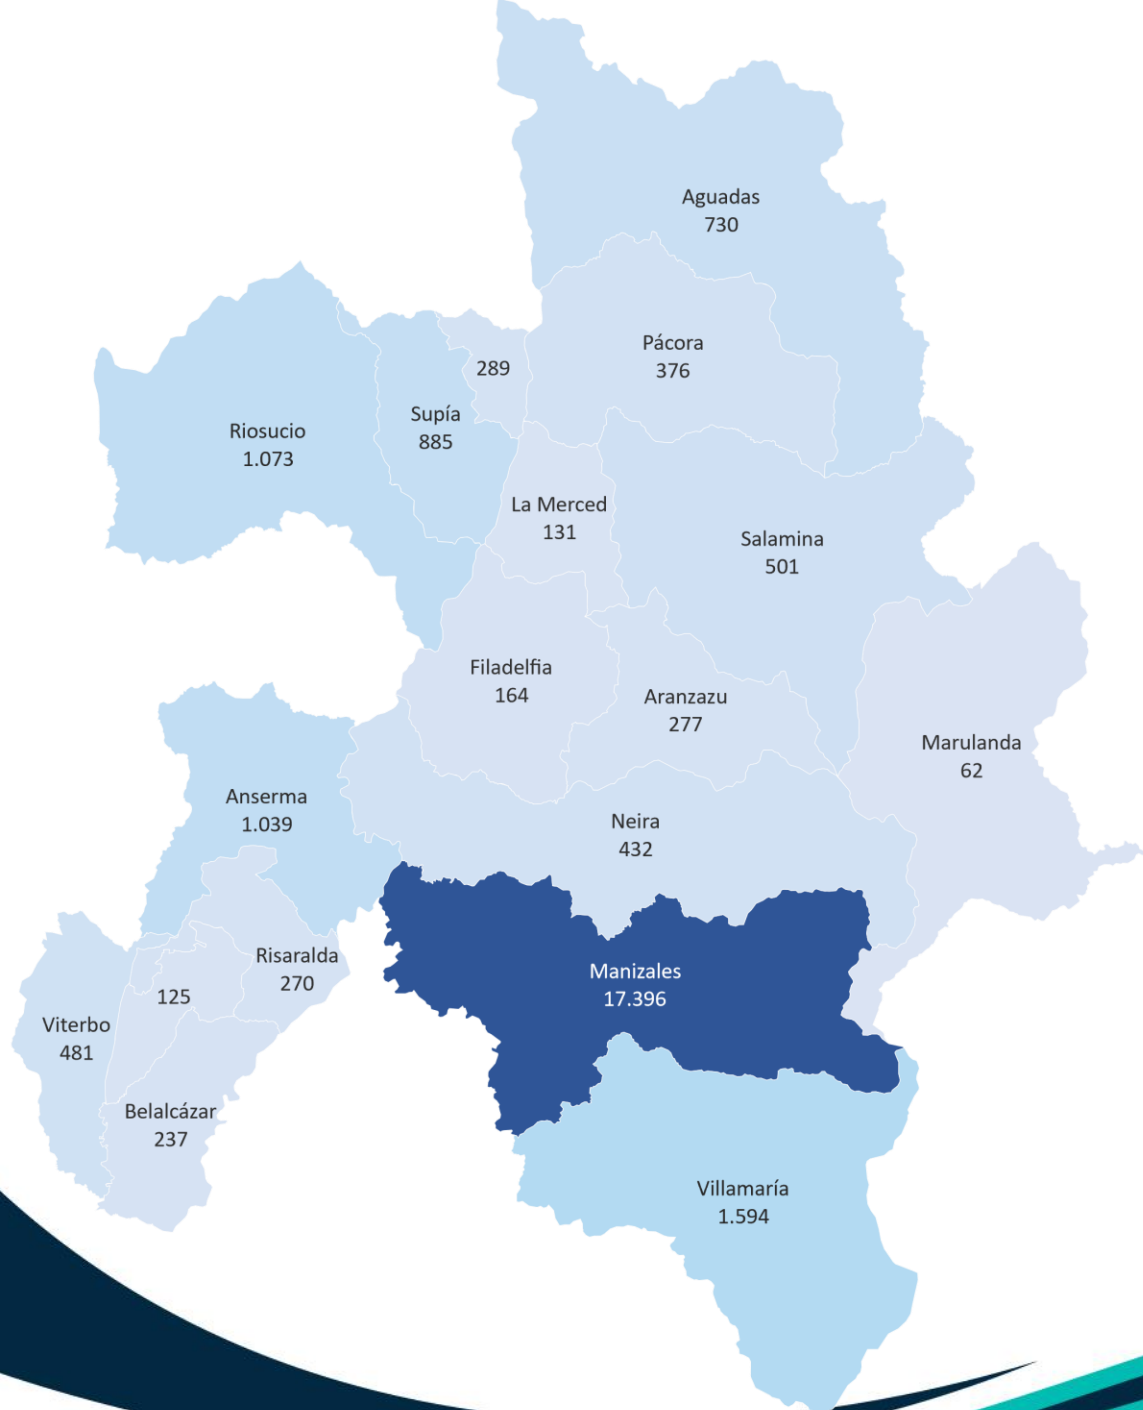 Aguadas
730
Pácora
376
289
Supía
885
Riosucio
1.073
La Merced
131
Salamina
501
Filadelfia
164
Aranzazu
277
Marulanda
62
Anserma
1.039
Neira
432
Risaralda
270
Manizales
17.396
125
Viterbo
481
Belalcázar
237
Villamaría
1.594